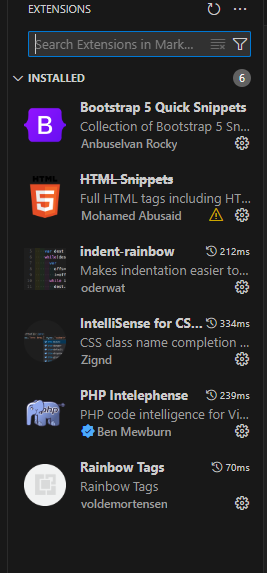 EXTENSIONS
Search Extensions in Mark...
INSTALLED 6
Bootstrap 5 Quick Snippets
Collection of Bootstrap 5 Sn...
Anbuselvan Rocky
HTML Snippets
Full HTML tags including HT...
Mohamed Abusaid
indent-rainbow 212ms
Makes indentation easier to...
oderwat
IntelliSense for CS... 334ms
CSS class name completion ...
Zignd
PHP Intelephense 239ms
PHP code intelligence for Vi...
Ben Mewburn
Rainbow Tags 70ms
Rainbow Tags
voldemortensen